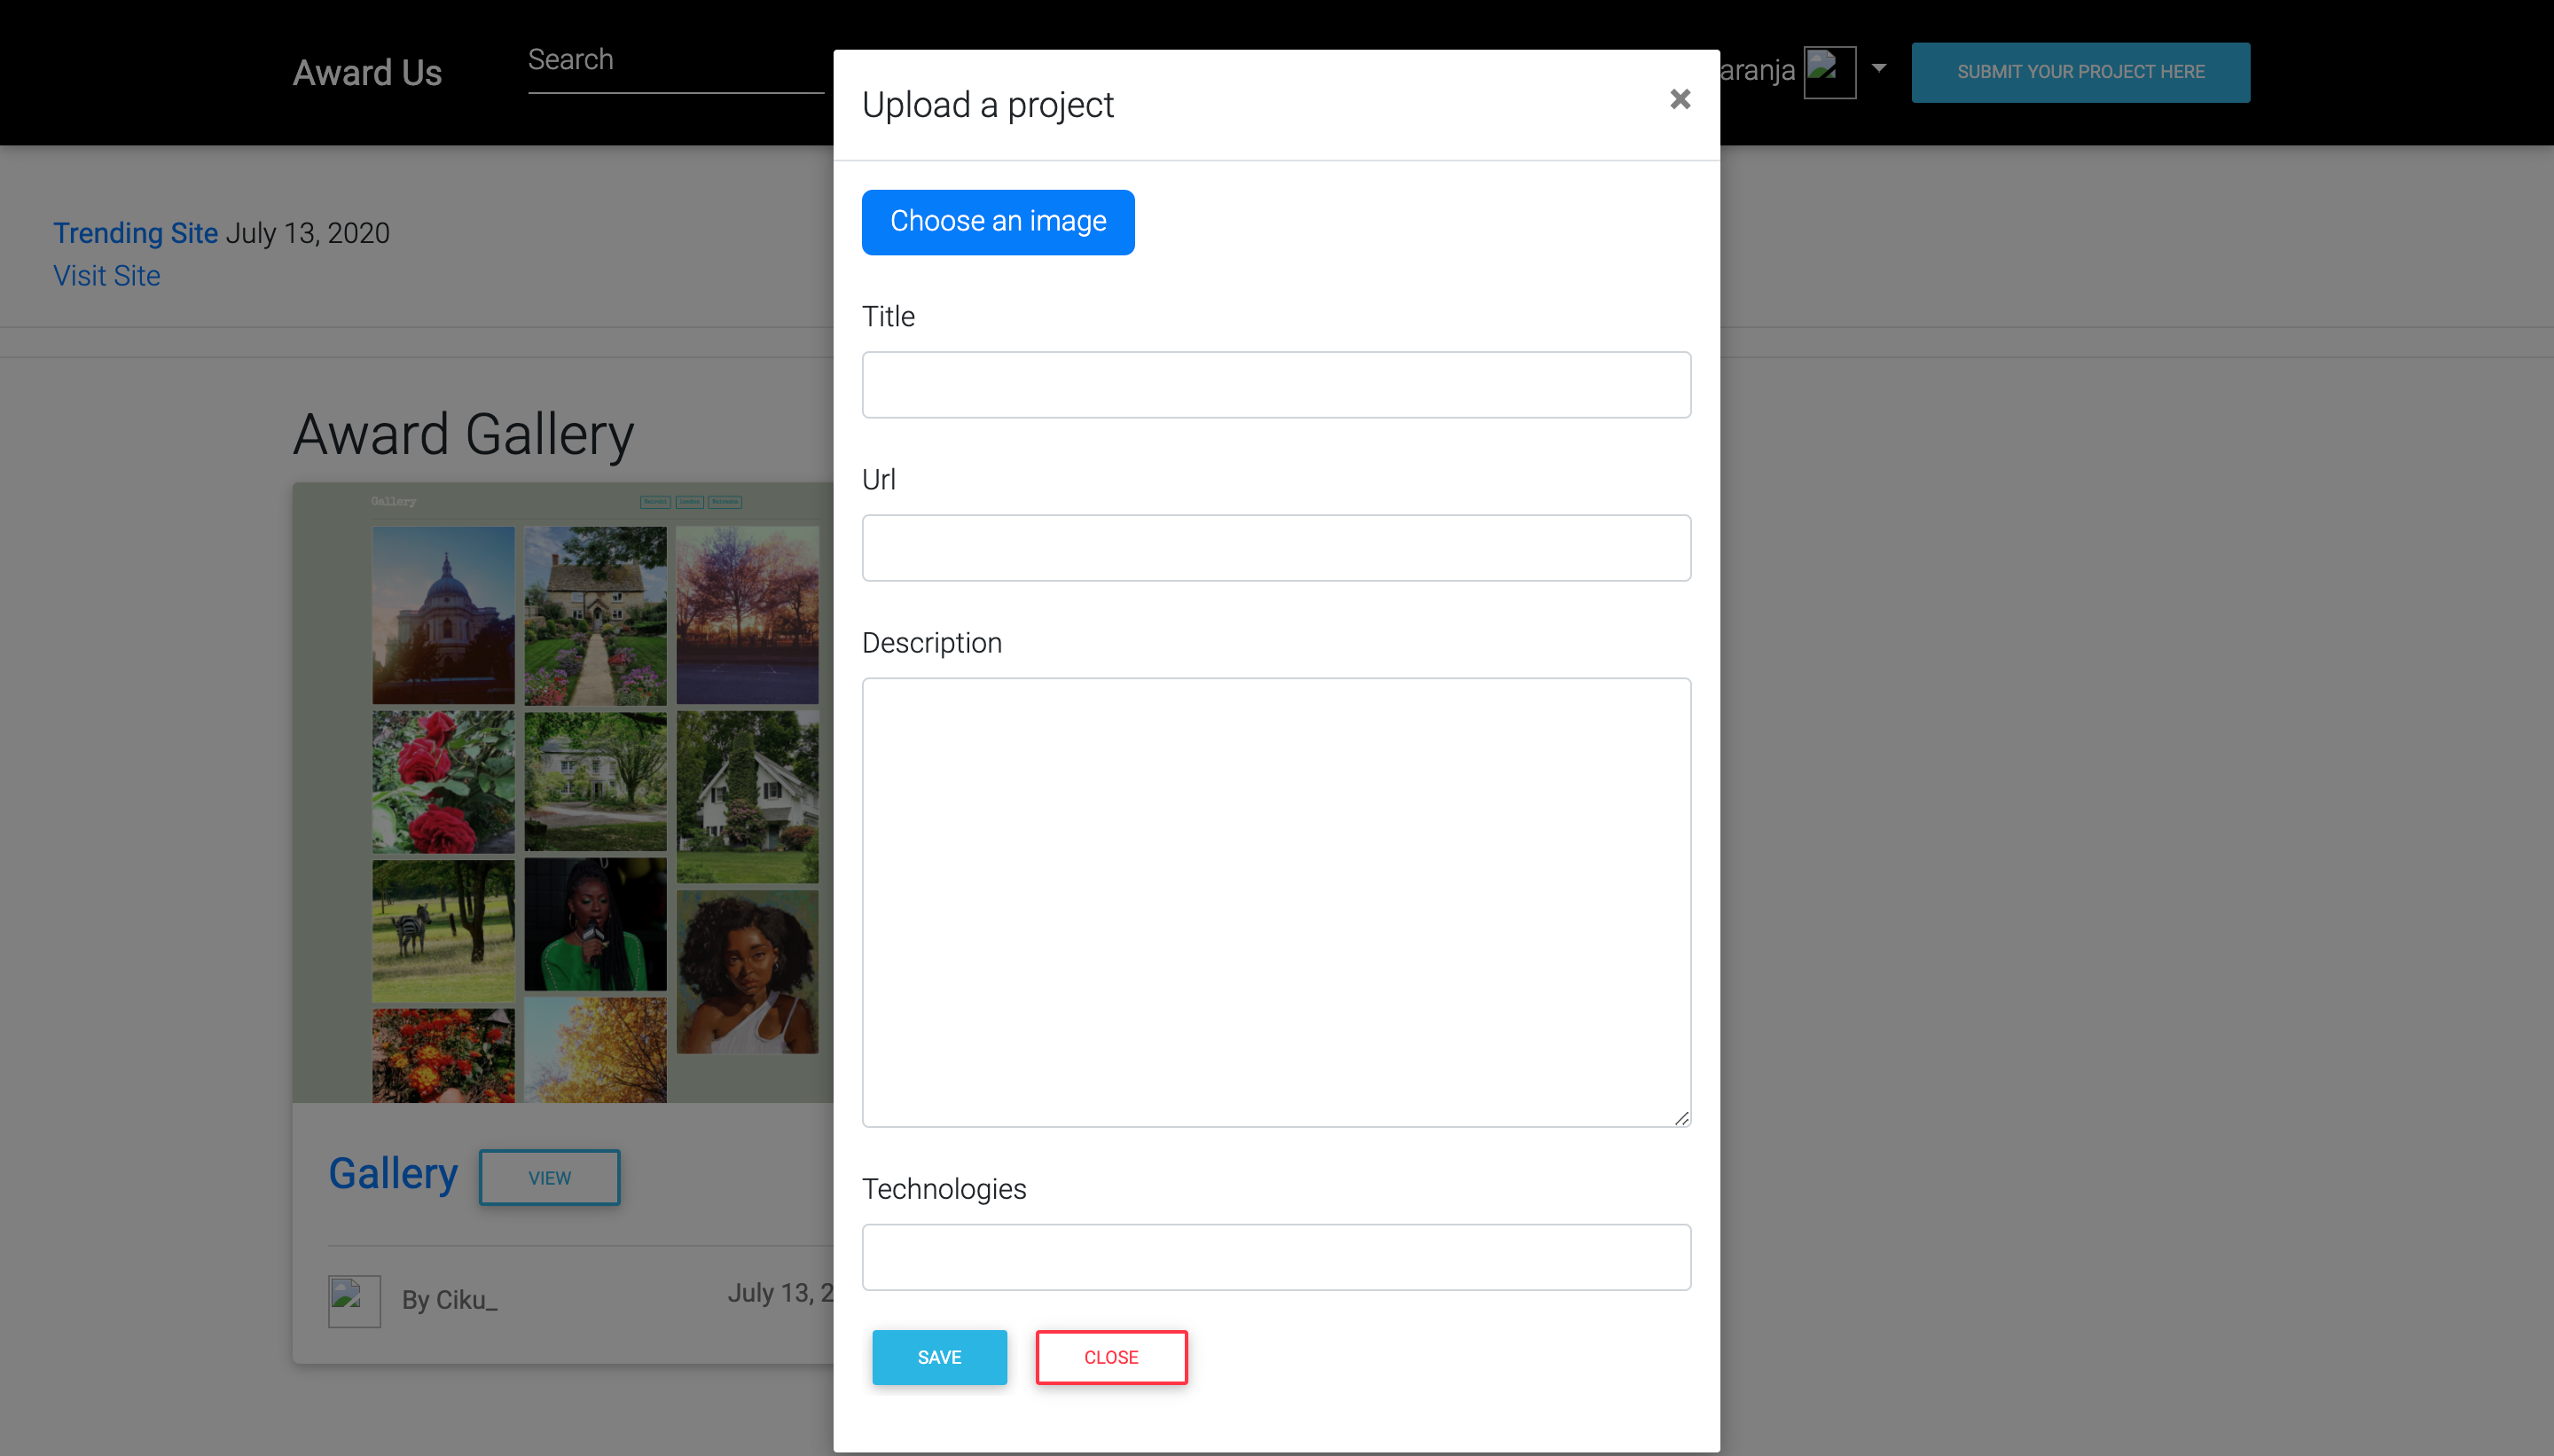 Award Us
Search
aranja
SUBMIT YOUR PROJECT HERE
Upload a project
×
Choose an image
Title
Url
Description
Technologies
SAVE
CLOSE
Trending Site July 13, 2020
Visit Site
Award Gallery
Gallery
Gallery
VIEW
By Ciku_
July 13, 2